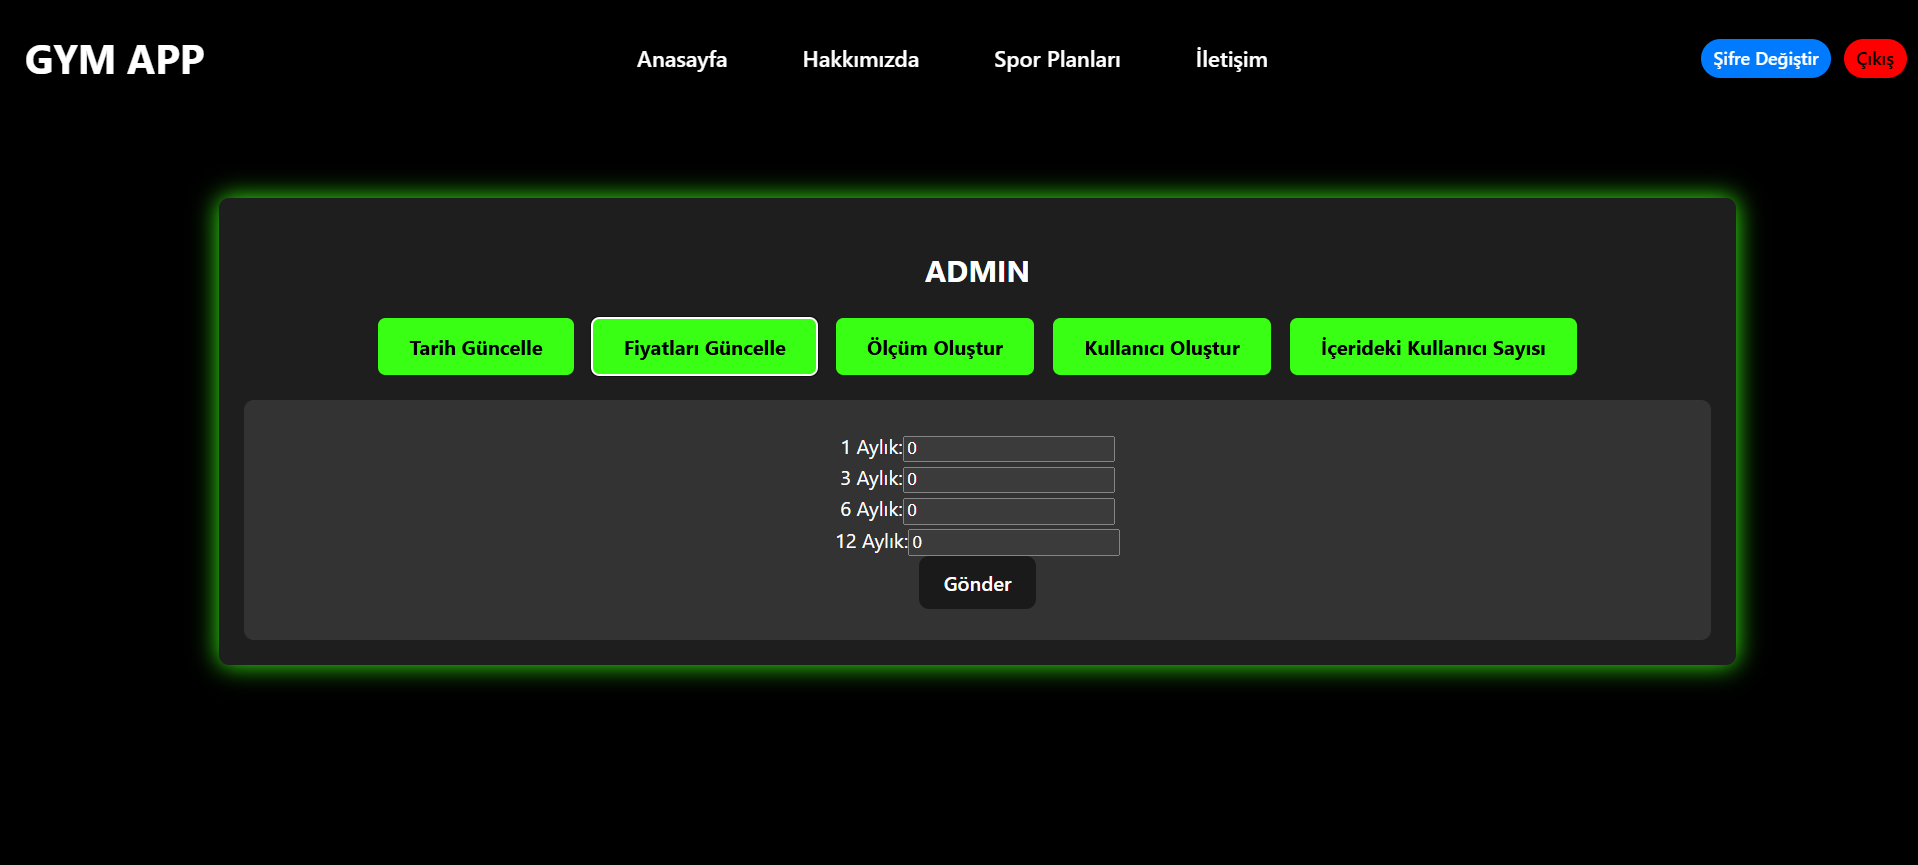 GYM APP Anasayfa Hakkımızda Spor Planları İletişim Şifre Değiştir Çıkış
ADMIN
Tarih Güncelle Fiyatları Güncelle Ölçüm Oluştur Kullanıcı Oluştur İçerideki Kullanıcı Sayısı
1 Aylık: 0
3 Aylık: 0
6 Aylık: 0
12 Aylık: 0
Gönder